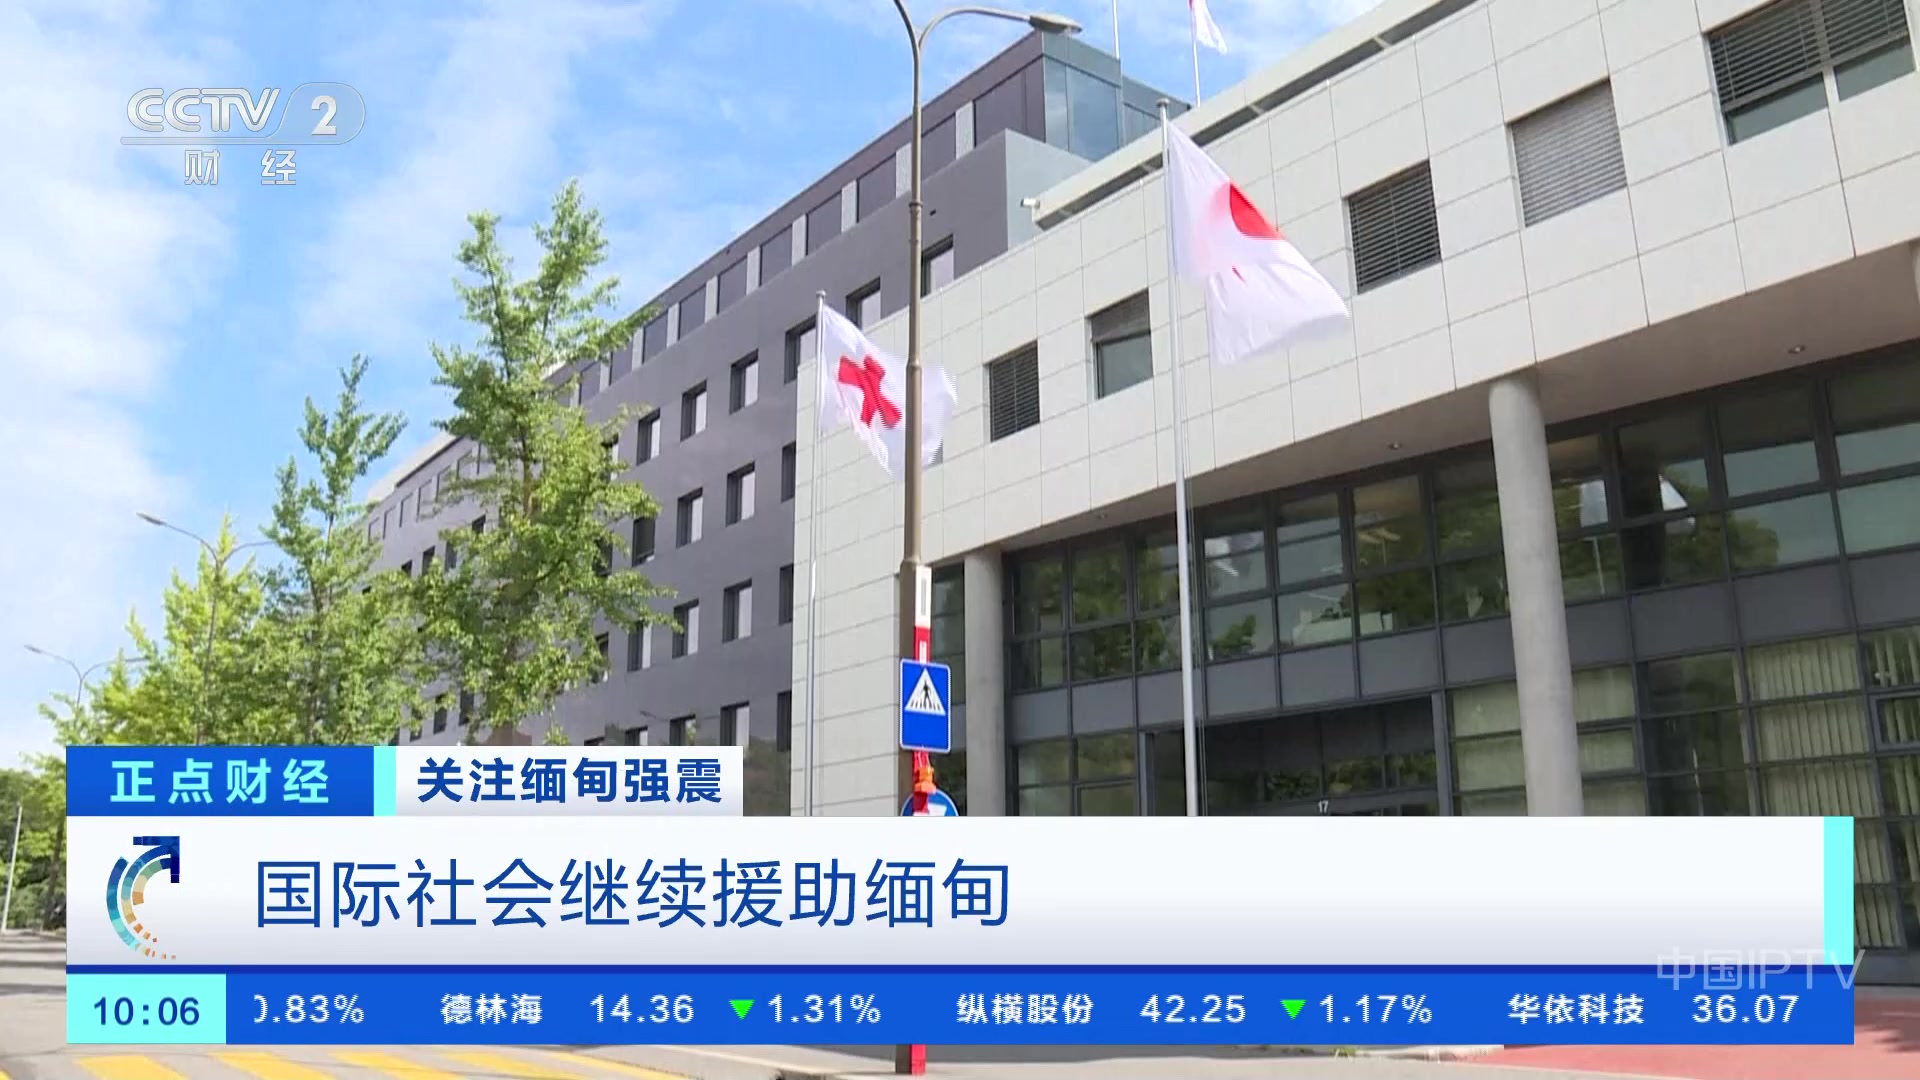 CCTV 2
财 经
17
正点财经
关注缅甸强震
国际社会继续援助缅甸
中国IPTV
10:06
0.83% 德林海 14.36 ▼1.31% 纵横股份 42.25 ▼1.17% 华依科技 36.07